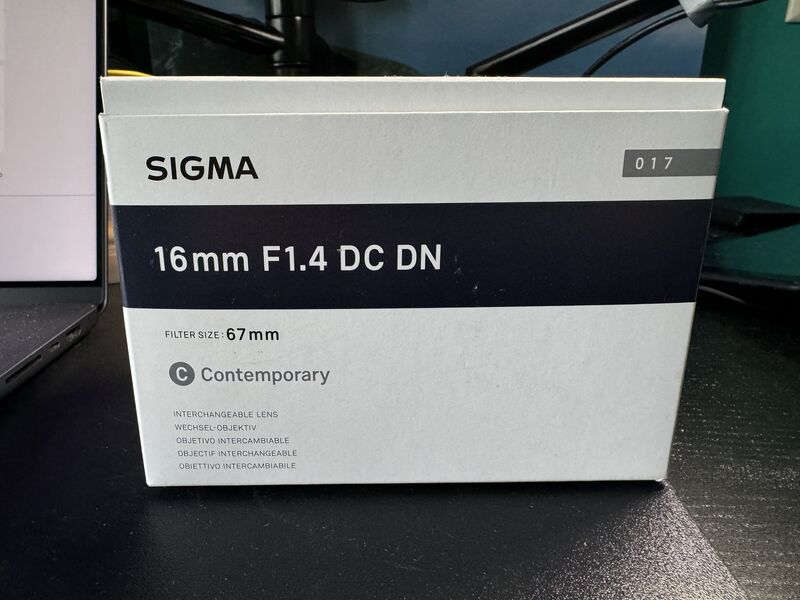 SIGMA
017
16mm F1.4 DC DN
FILTER SIZE: 67mm
C Contemporary
INTERCHANGEABLE LENS
WECHSEL-OBJEKTIV
OBJETIVO INTERCAMBIABLE
OBJECTIF INTERCHANGEABLE
OBIETTIVO INTERCAMBIABILE